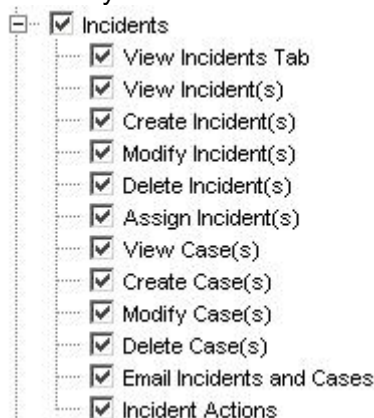 Incidents
View Incidents Tab
View Incident(s)
Create Incident(s)
Modify Incident(s)
Delete Incident(s)
Assign Incident(s)
View Case(s)
Create Case(s)
Modify Case(s)
Delete Case(s)
Email Incidents and Cases
Incident Actions